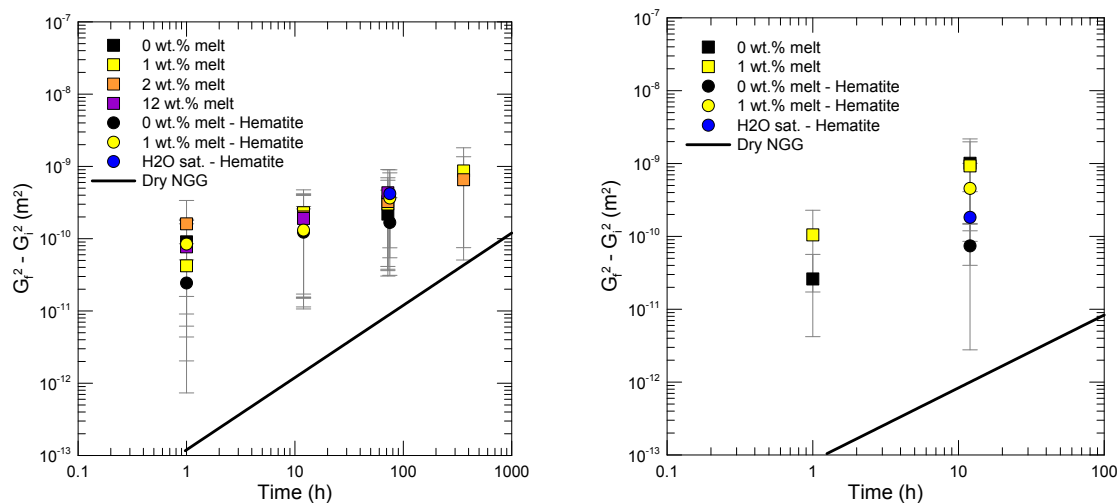 10⁻⁷
10⁻⁸
10⁻⁹
10⁻¹⁰
10⁻¹¹
10⁻¹²
10⁻¹³
G_f² - G_i² (m²)
0 wt.% melt
1 wt.% melt
2 wt.% melt
12 wt.% melt
0 wt.% melt - Hematite
1 wt.% melt - Hematite
H2O sat. - Hematite
Dry NGG
0.1 1 10 100 1000
Time (h)
10⁻⁷
10⁻⁸
10⁻⁹
10⁻¹⁰
10⁻¹¹
10⁻¹²
10⁻¹³
G_f² - G_i² (m²)
0 wt.% melt
1 wt.% melt
0 wt.% melt - Hematite
1 wt.% melt - Hematite
H2O sat. - Hematite
Dry NGG
0.1 1 10 100
Time (h)